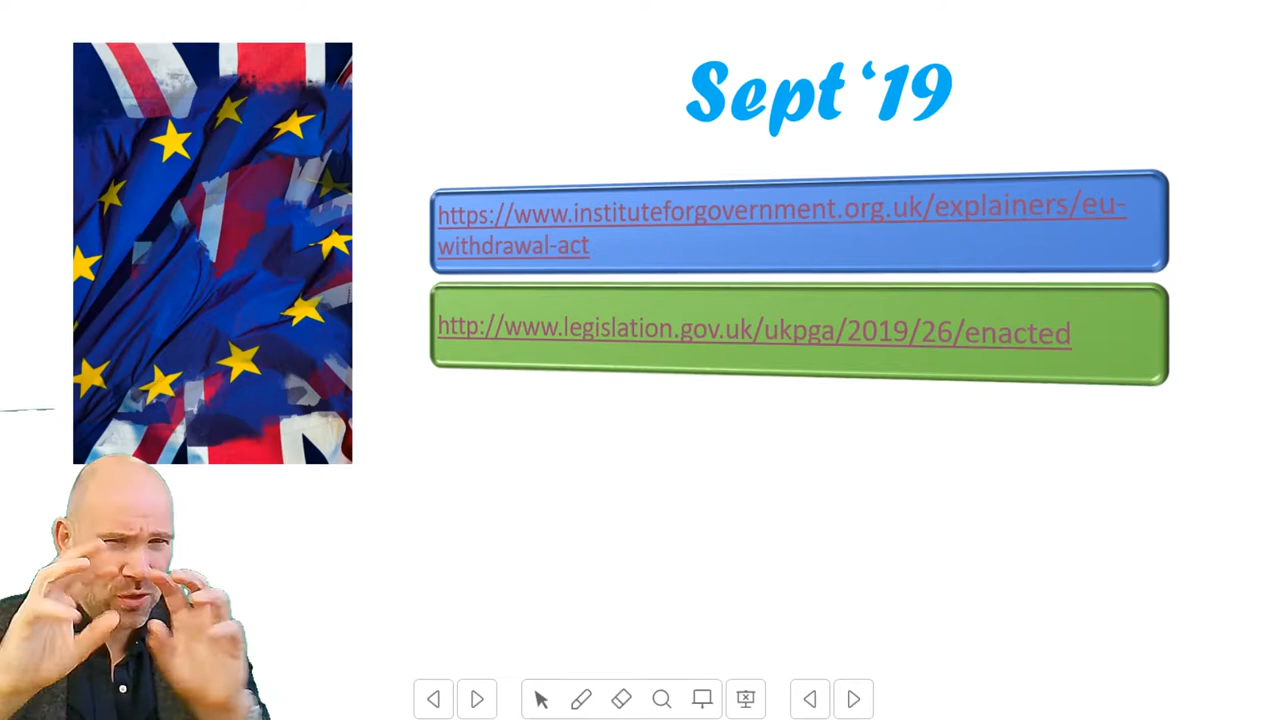 Sept ‘19
https://www.instituteforgovernment.org.uk/explainers/eu-
withdrawal-act
http://www.legislation.gov.uk/ukpga/2019/26/enacted